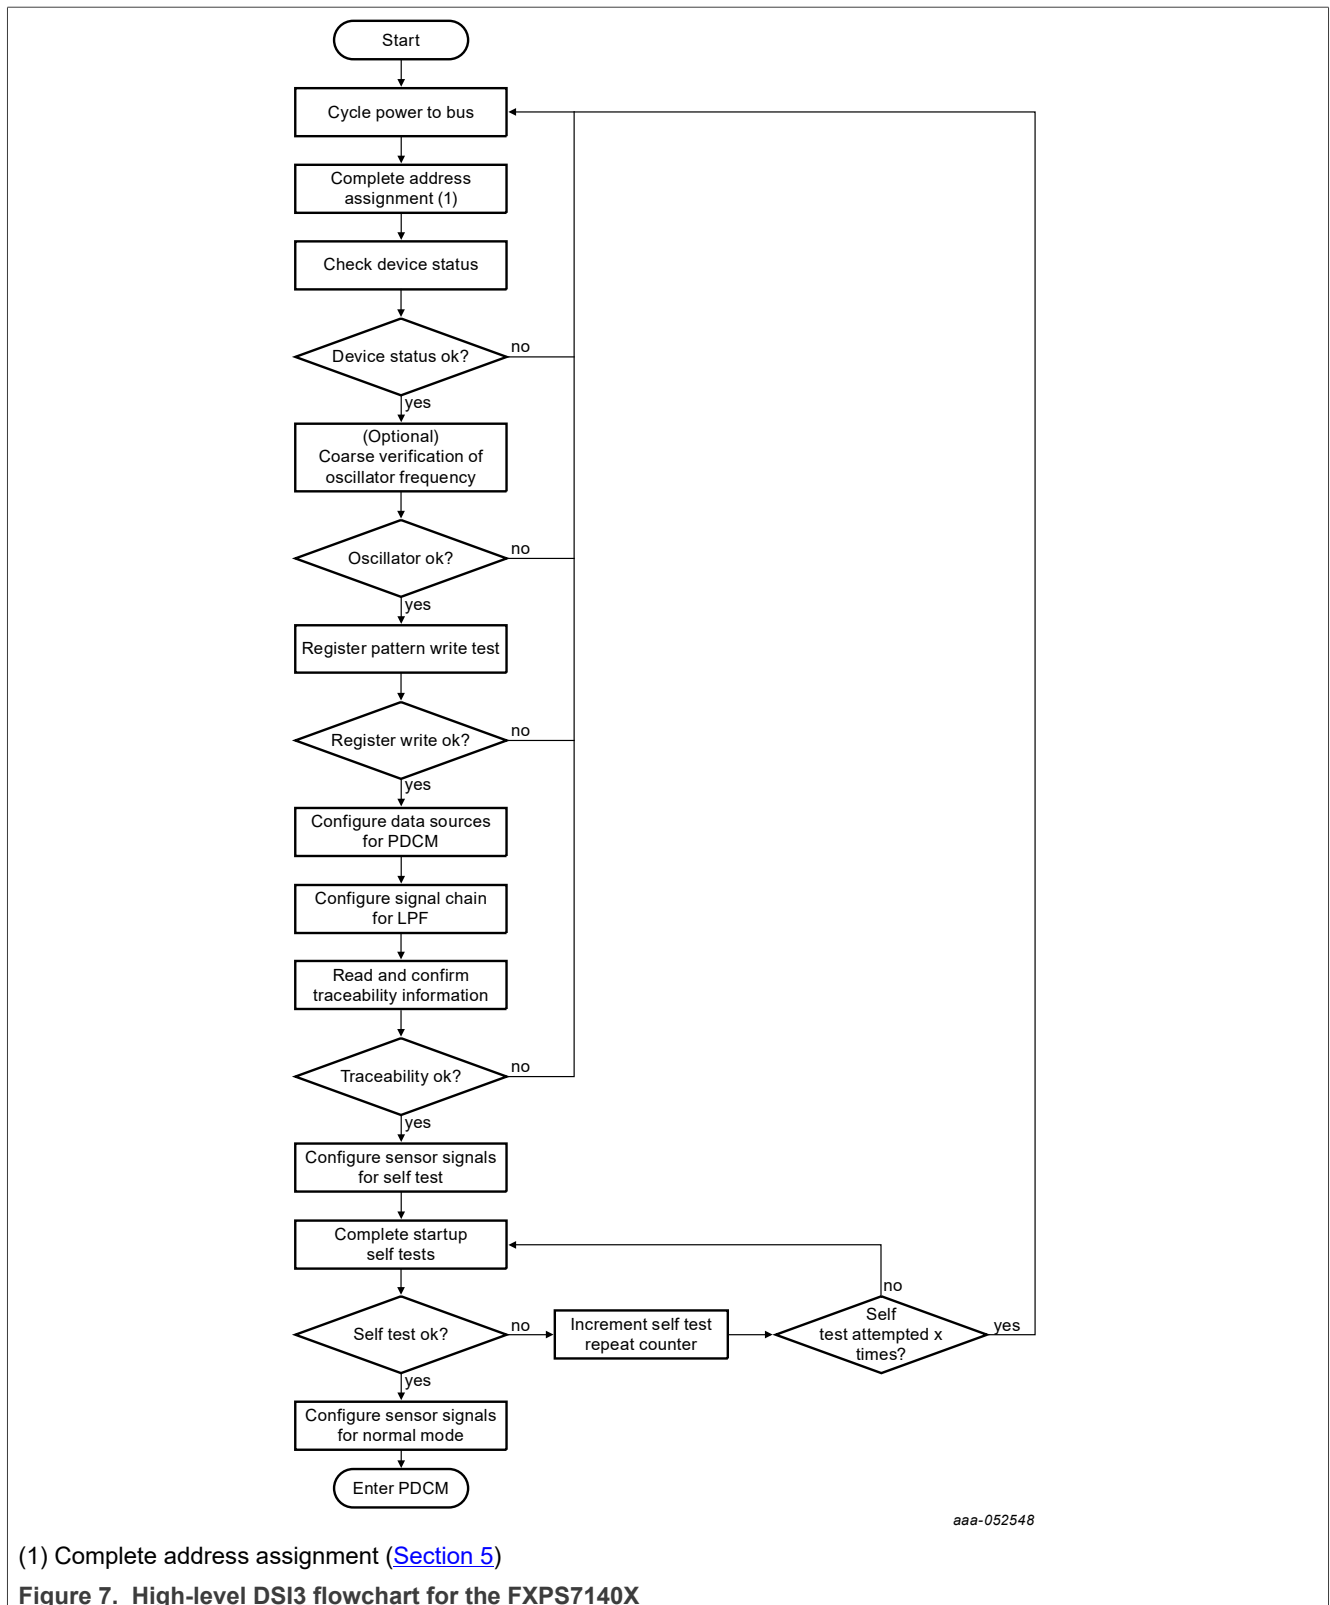 Start
Cycle power to bus
Complete address
assignment (1)
Check device status
Device status ok?
no
yes
(Optional)
Coarse verification of
oscillator frequency
Oscillator ok?
no
yes
Register pattern write test
Register write ok?
no
yes
Configure data sources
for PDCM
Configure signal chain
for LPF
Read and confirm
traceability information
Traceability ok?
no
yes
Configure sensor signals
for self test
Complete startup
self tests
Self test ok?
no
Increment self test
repeat counter
Self
test attempted x
times?
no
yes
yes
Configure sensor signals
for normal mode
Enter PDCM
aaa-052548
(1) Complete address assignment (Section 5)
Figure 7. High-level DSI3 flowchart for the FXPS7140X